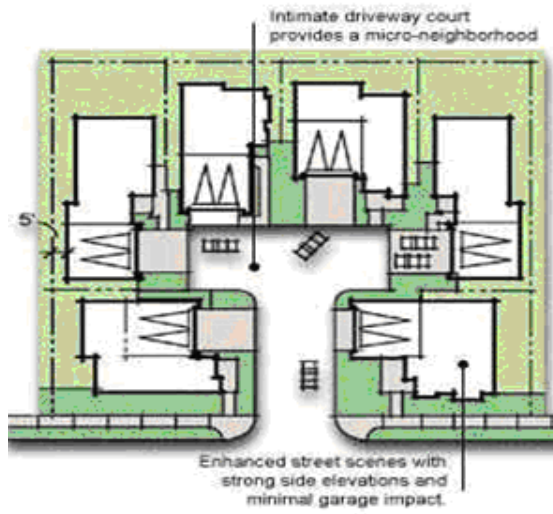 Intimate driveway court
provides a micro-neighborhood
5'
Enhanced street scenes with
strong side elevations and
minimal garage impact.